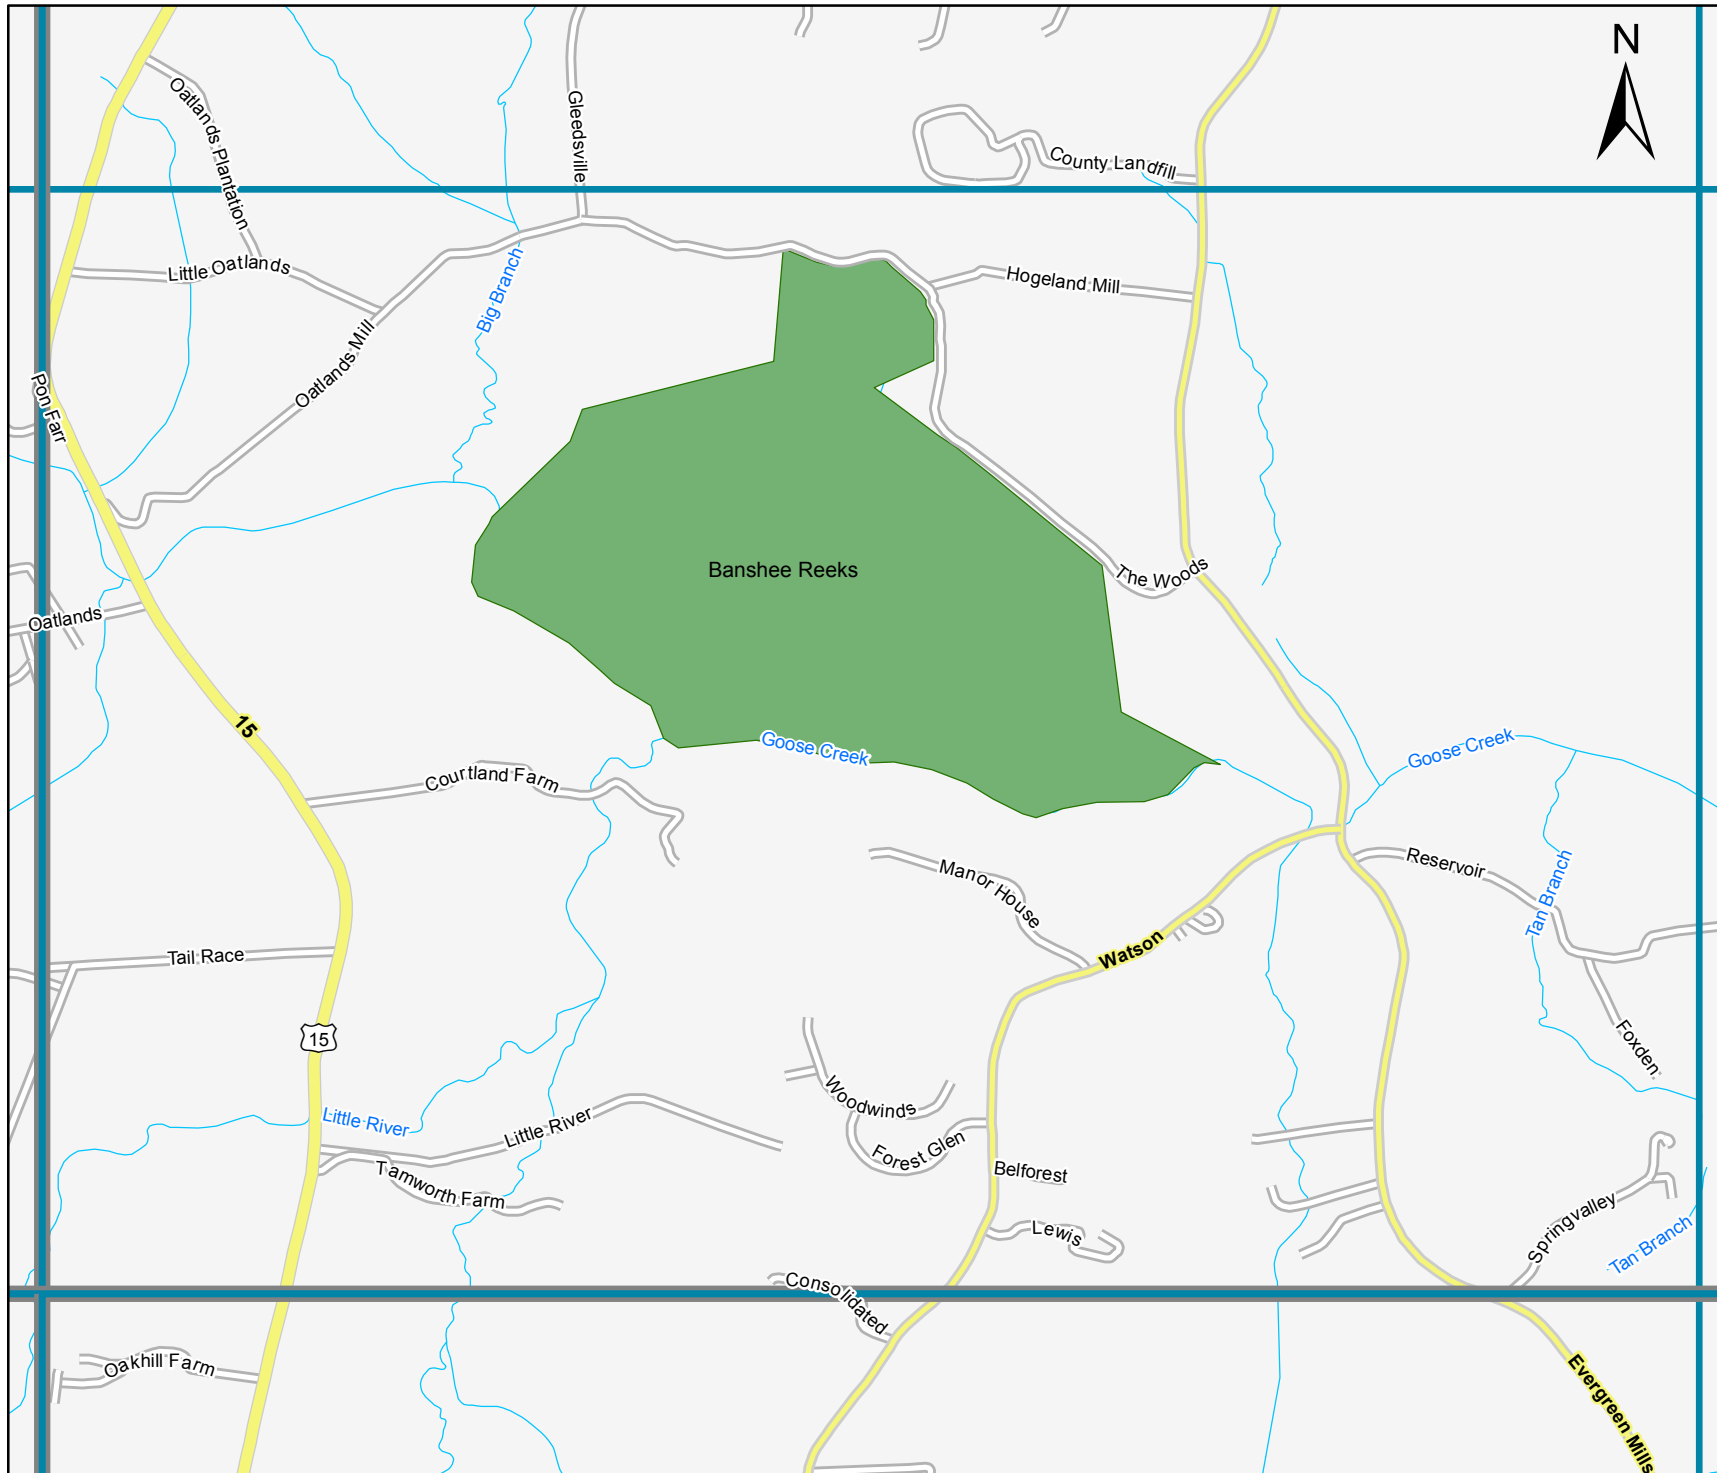 N
Oatlands Plantation
Gleedsville
County Landfill
Little Oatlands
Big Branch
Hogeland Mill
Oatlands Mill
Pon Farr
Banshee Reeks
The Woods
Oatlands
15
Goose Creek
Goose Creek
Courtland Farm
Reservoir
Manor House
Tan Branch
Watson
Tail Race
15
Foxden
Woodwinds
Little River
Little River
Forest Glen
Belforest
Tamworth Farm
Lewis
Springvalley
Tan Branch
Consolidated
Oakhill Farm
Evergreen Mills